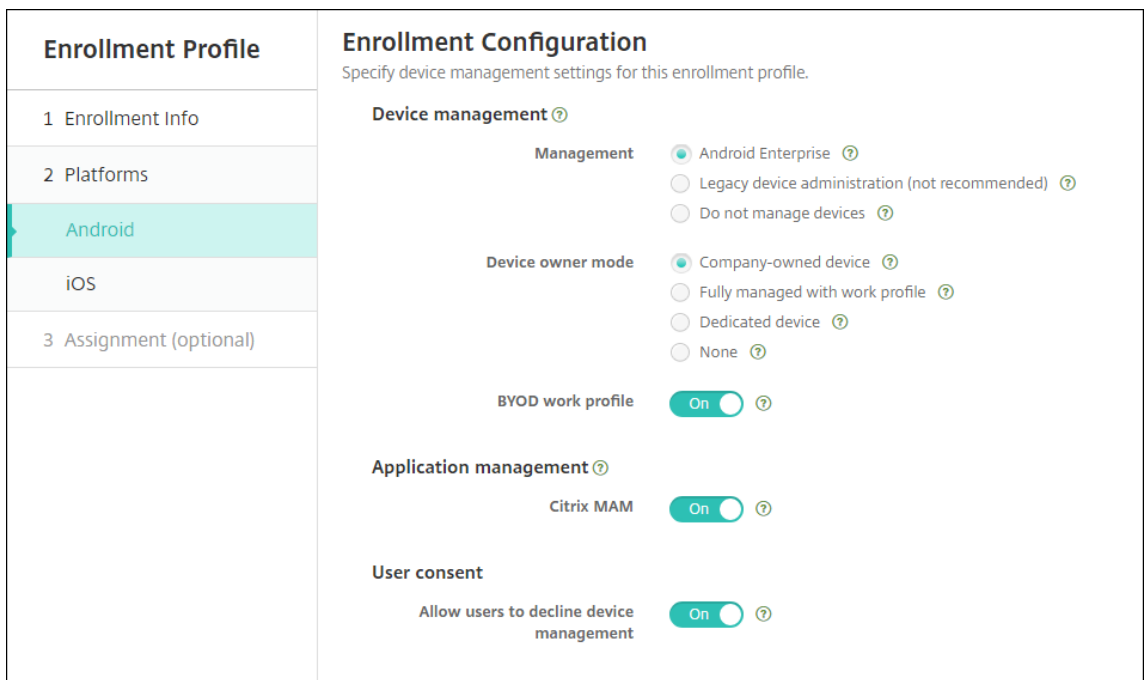 Enrollment Profile
1 Enrollment Info
2 Platforms
Android
iOS
3 Assignment (optional)
Enrollment Configuration
Specify device management settings for this enrollment profile.
Device management ?
Management
Android Enterprise ?
Legacy device administration (not recommended) ?
Do not manage devices ?
Device owner mode
Company-owned device ?
Fully managed with work profile ?
Dedicated device ?
None ?
BYOD work profile
On ?
Application management ?
Citrix MAM
On ?
User consent
Allow users to decline device
management
On ?